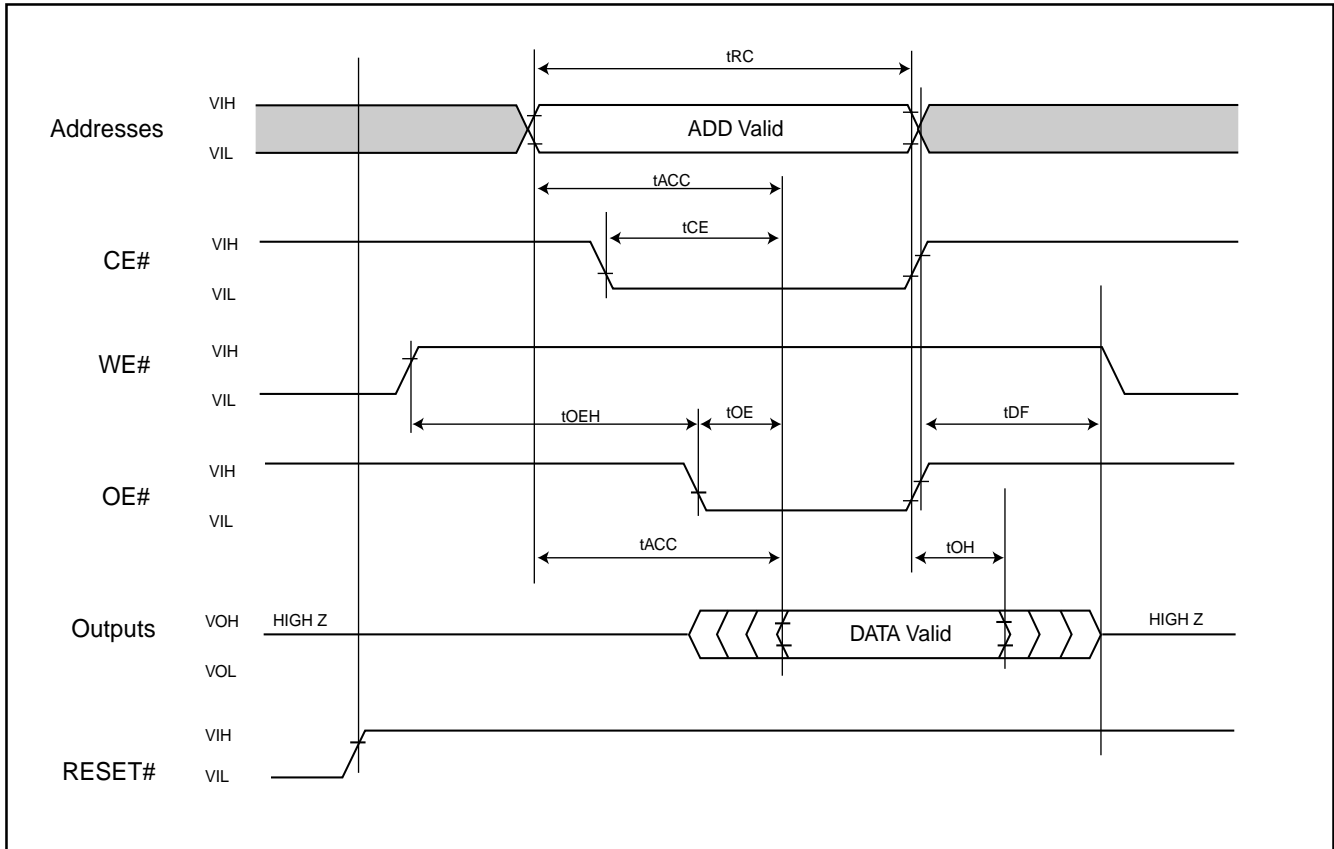 tRC
VIH
Addresses
ADD Valid
VIL
tACC
tCE
VIH
CE#
VIL
VIH
WE#
VIL
tOEH
tOE
tDF
VIH
OE#
VIL
tACC
tOH
VOH
HIGH Z
Outputs
DATA Valid
HIGH Z
VOL
VIH
RESET#
VIL